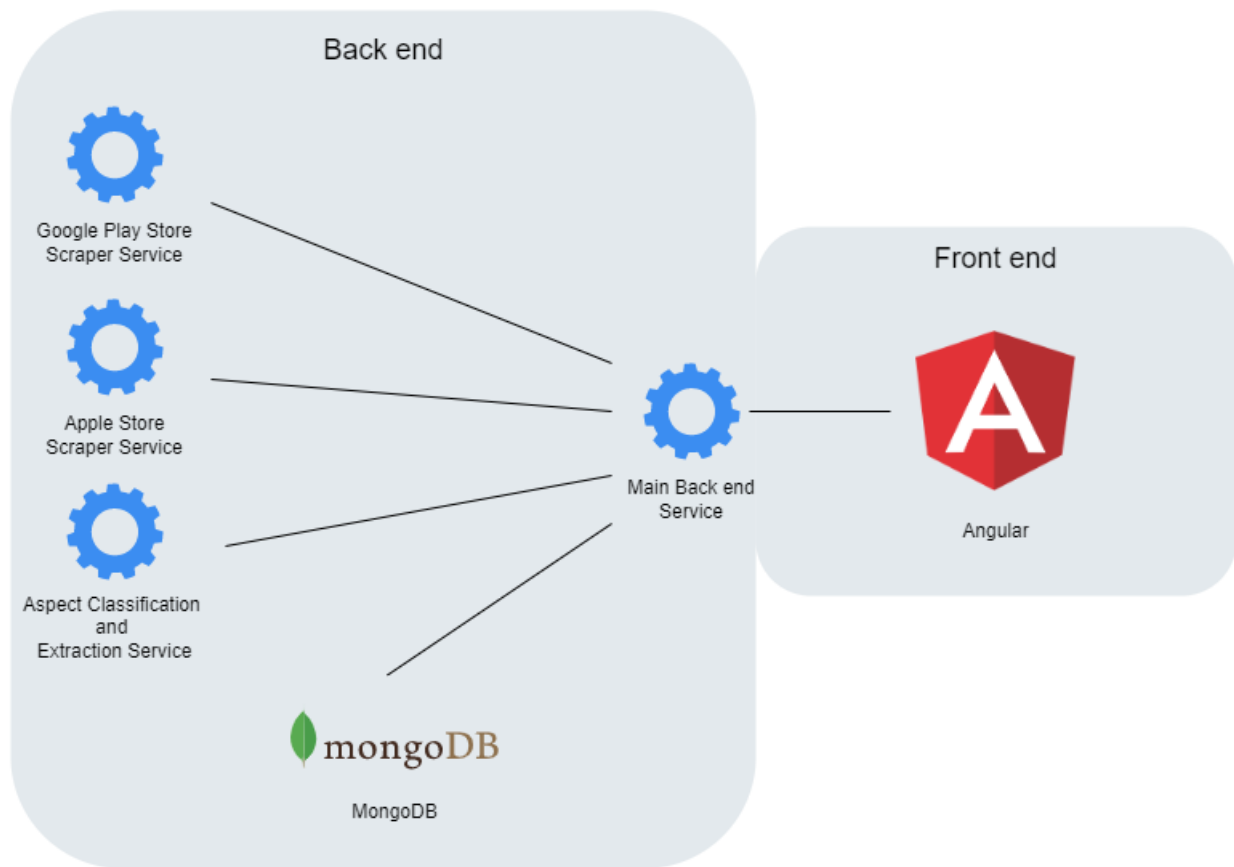 Back end
Google Play Store
Scraper Service
Apple Store
Scraper Service
Aspect Classification
and
Extraction Service
mongoDB
MongoDB
Main Back end
Service
Front end
A
Angular